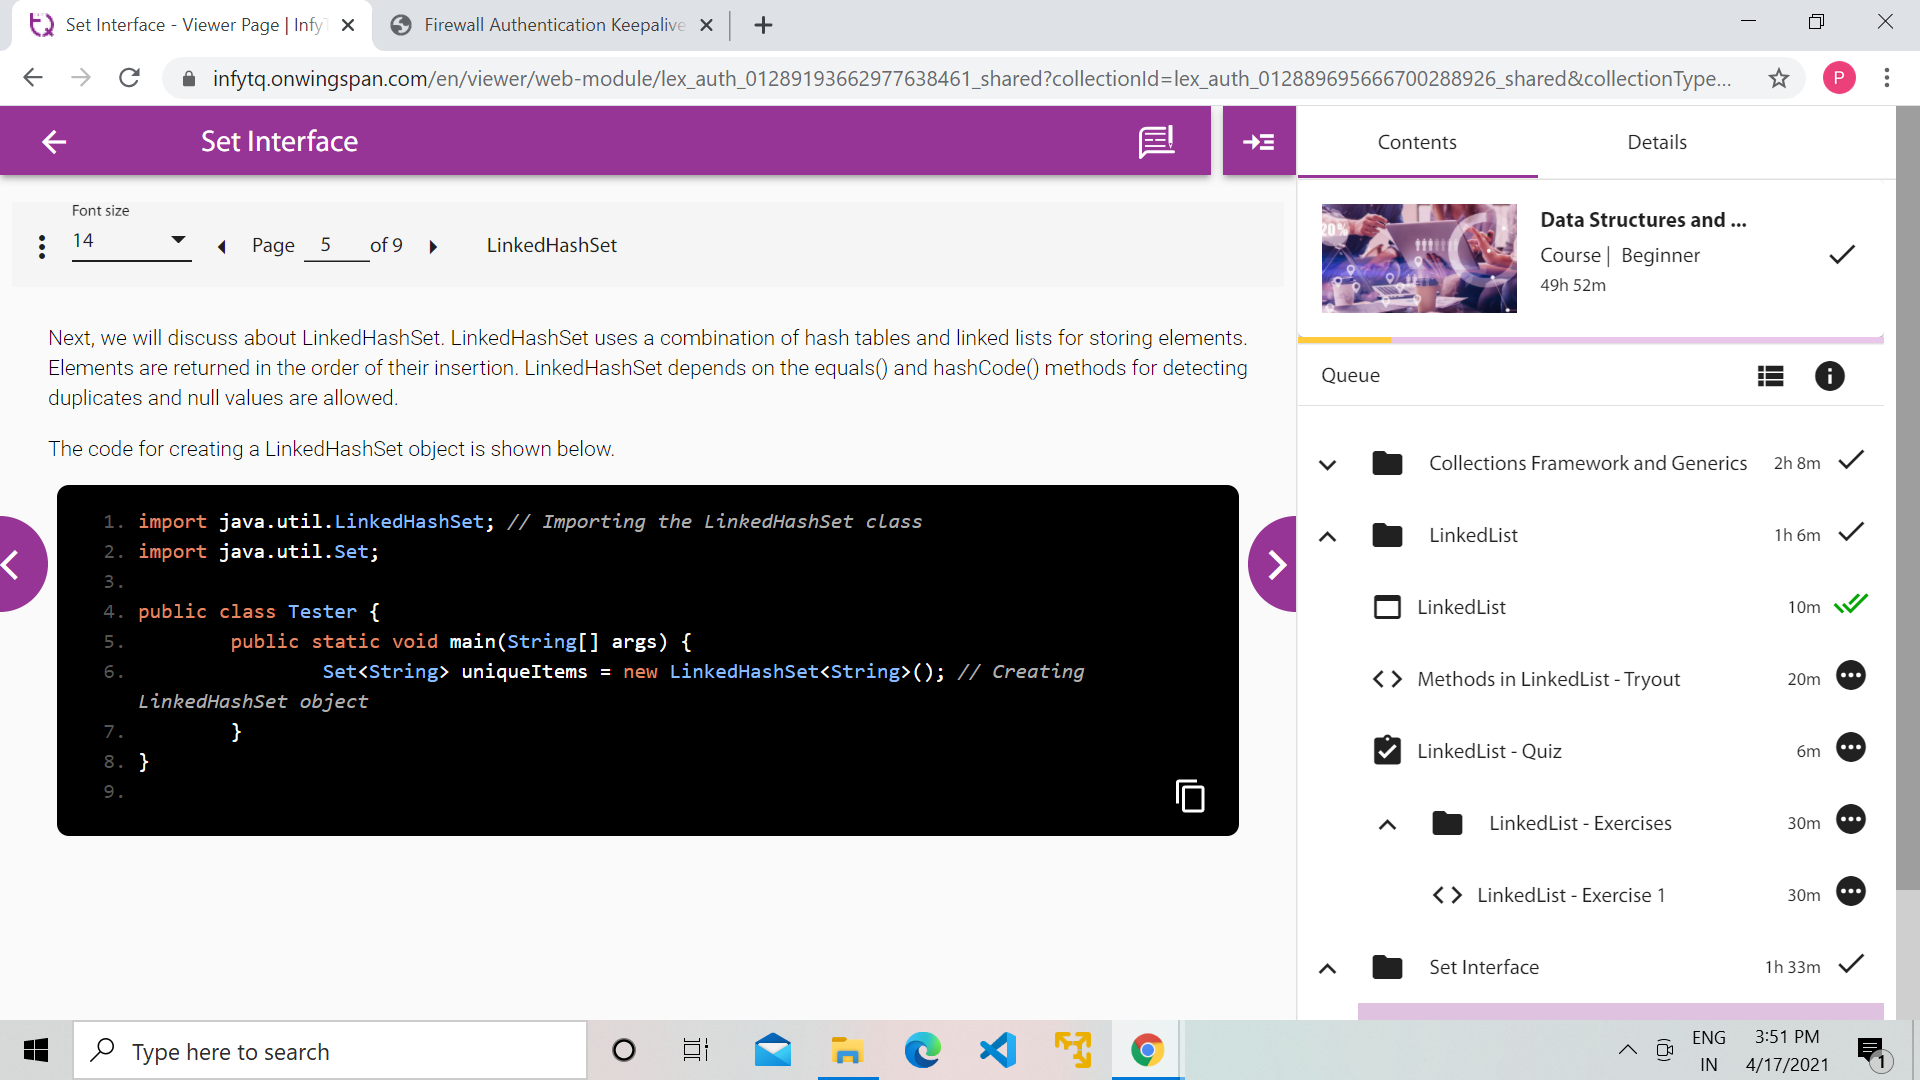 Set Interface - Viewer Page | Infy
Firewall Authentication Keepalive
infytq.onwingspan.com/en/viewer/web-module/lex_auth_01289193662977638461_shared?collectionId=lex_auth_012889695666700288926_shared&collectionType...
P
Set Interface
Font size
14
Page 5 of 9
LinkedHashSet
Next, we will discuss about LinkedHashSet. LinkedHashSet uses a combination of hash tables and linked lists for storing elements.
Elements are returned in the order of their insertion. LinkedHashSet depends on the equals() and hashCode() methods for detecting
duplicates and null values are allowed.
The code for creating a LinkedHashSet object is shown below.
1. import java.util.LinkedHashSet; // Importing the LinkedHashSet class
2. import java.util.Set;
3.
4. public class Tester {
5. public static void main(String[] args) {
6. Set<String> uniqueItems = new LinkedHashSet<String>(); // Creating
LinkedHashSet object
7. }
8. }
9.
Contents
Details
20%
Data Structures and ...
Course | Beginner
49h 52m
Queue
Collections Framework and Generics 2h 8m
LinkedList 1h 6m
LinkedList 10m
Methods in LinkedList - Tryout 20m
LinkedList - Quiz 6m
LinkedList - Exercises 30m
LinkedList - Exercise 1 30m
Set Interface 1h 33m
Type here to search
ENG
IN
3:51 PM
4/17/2021
1